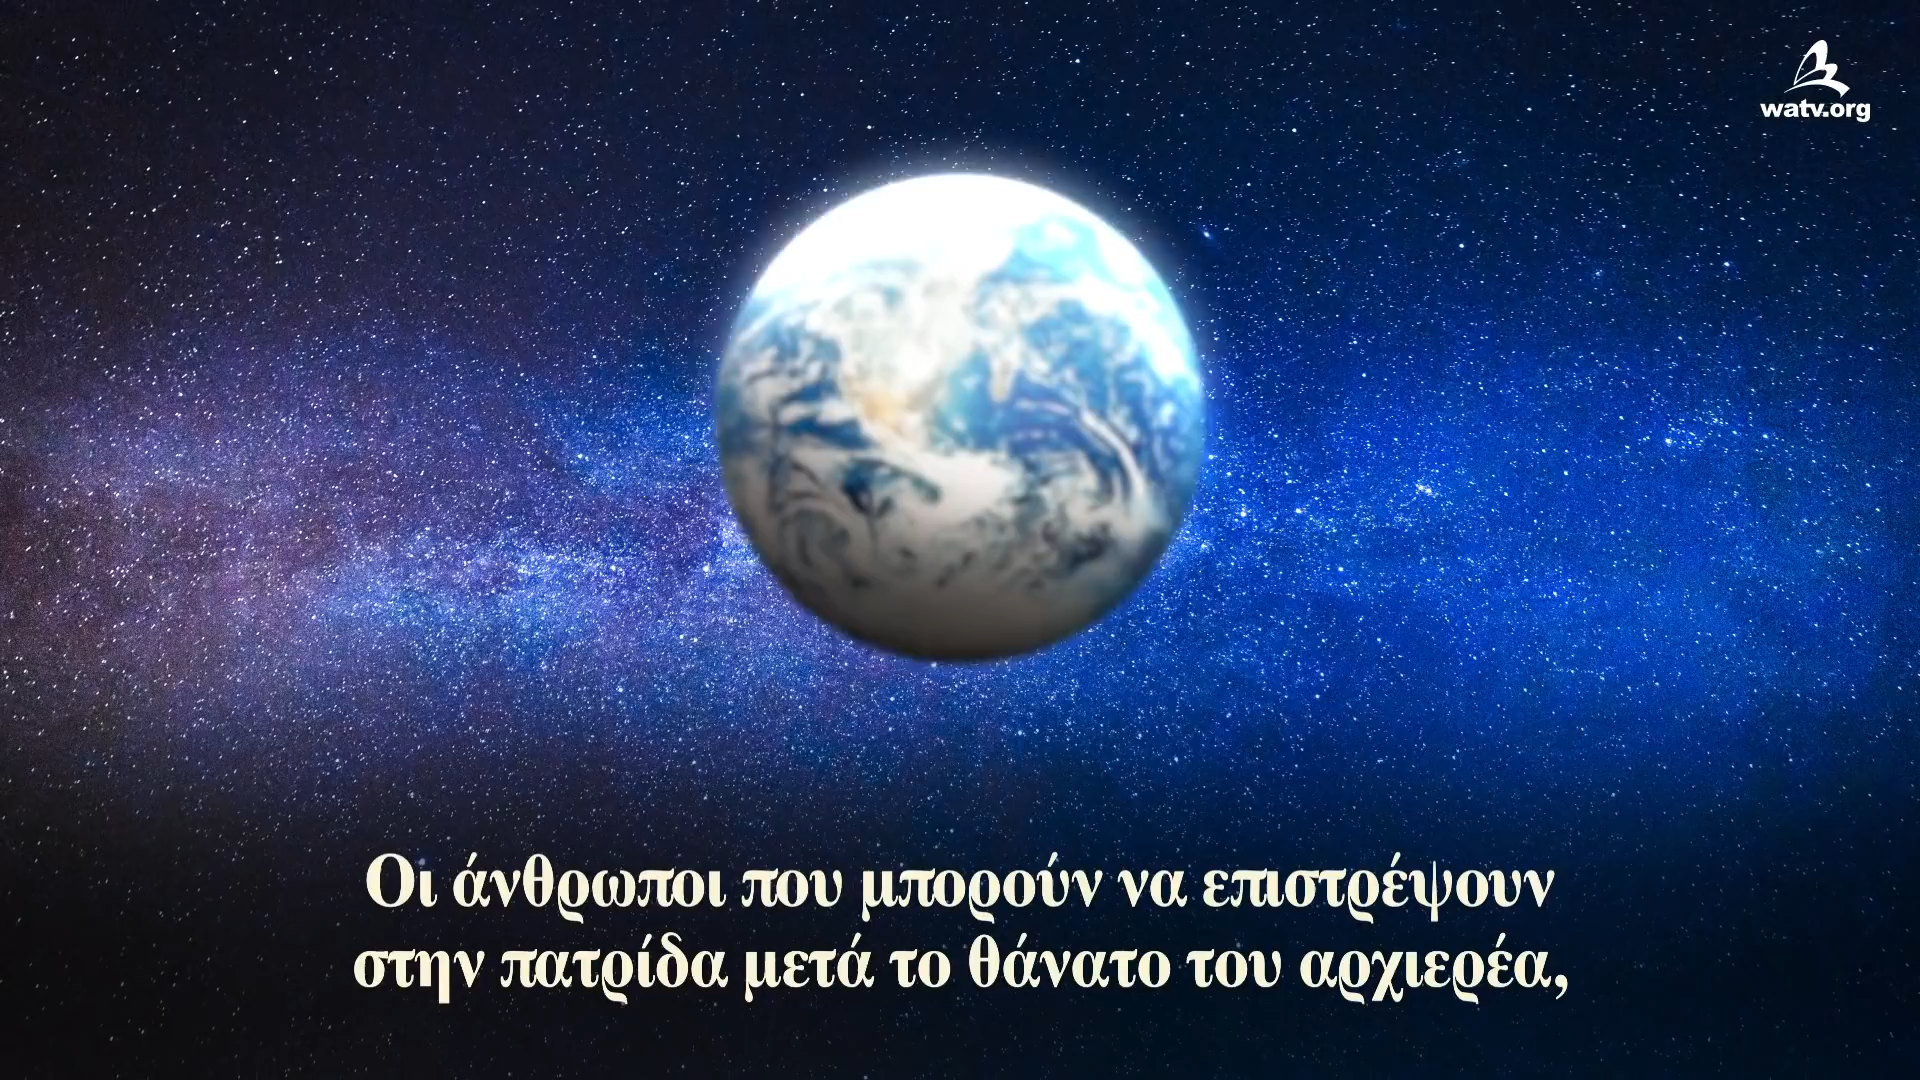 watv.org
Οι άνθρωποι που μπορούν να επιστρέψουν
στην πατρίδα μετά το θάνατο του αρχιερέα,